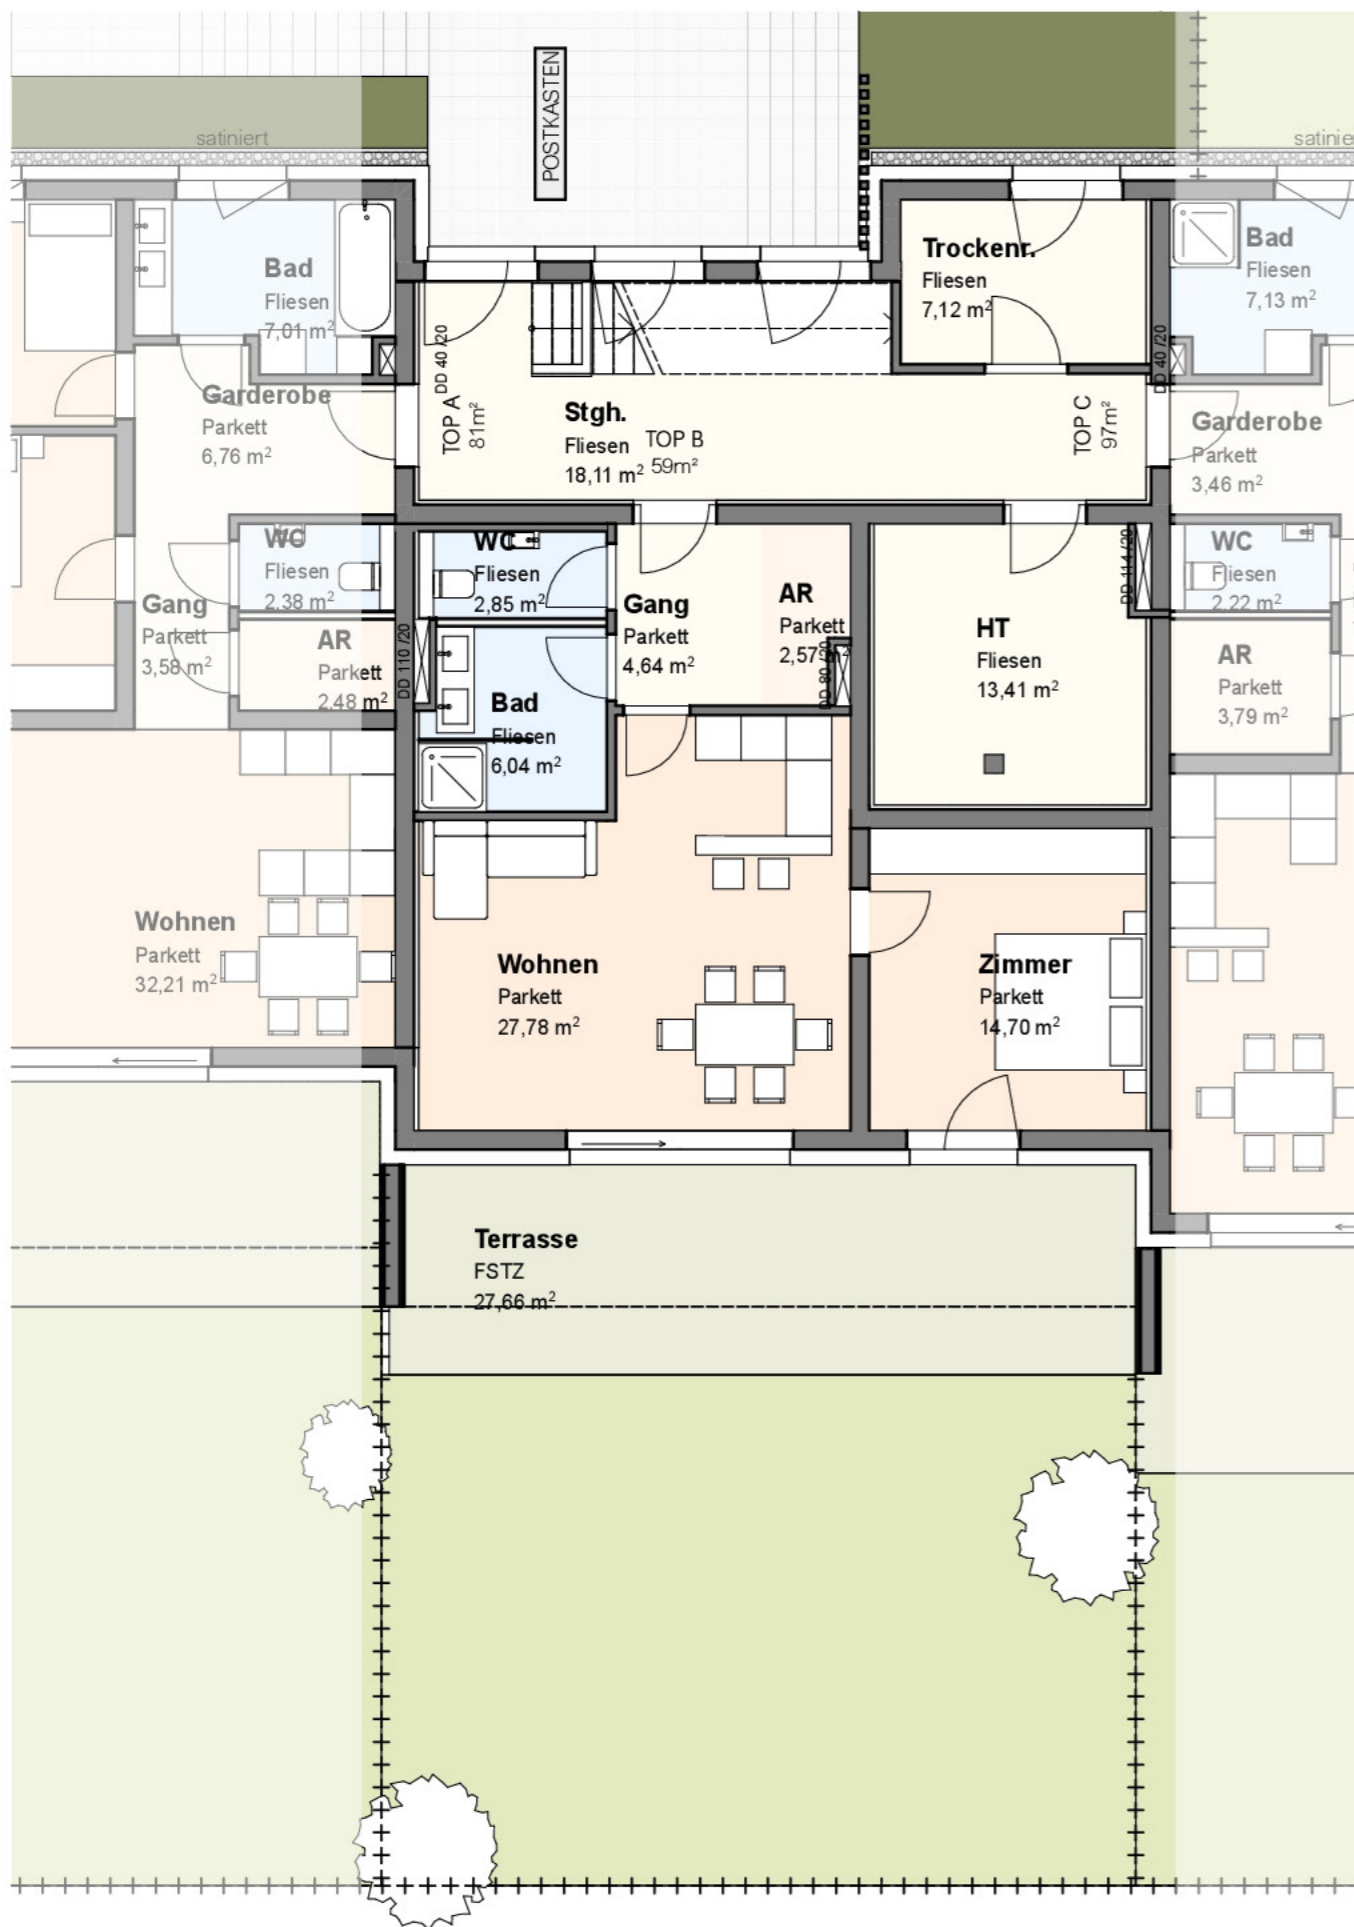 POSTKASTEN
satiniert
satinie
Bad
Fliesen
7,01 m²
Trockenr.
Fliesen
7,12 m²
Bad
Fliesen
7,13 m²
DD 40 /20
DD 40 /20
Garderobe
Parkett
6,76 m²
TOP A
81m²
Stgh.
Fliesen
18,11 m²
TOP B
59m²
TOP C
97m²
Garderobe
Parkett
3,46 m²
WC
Fliesen
2,38 m²
WC
Fliesen
2,85 m²
Gang
Parkett
3,58 m²
AR
Parkett
2,48 m²
DD 110 /20
Gang
Parkett
4,64 m²
AR
Parkett
2,57 m²
DD 80 /20
DD 114 /20
HT
Fliesen
13,41 m²
WC
Fliesen
2,22 m²
AR
Parkett
3,79 m²
Bad
Fliesen
6,04 m²
Wohnen
Parkett
32,21 m²
Wohnen
Parkett
27,78 m²
Zimmer
Parkett
14,70 m²
Terrasse
FSTZ
27,66 m²